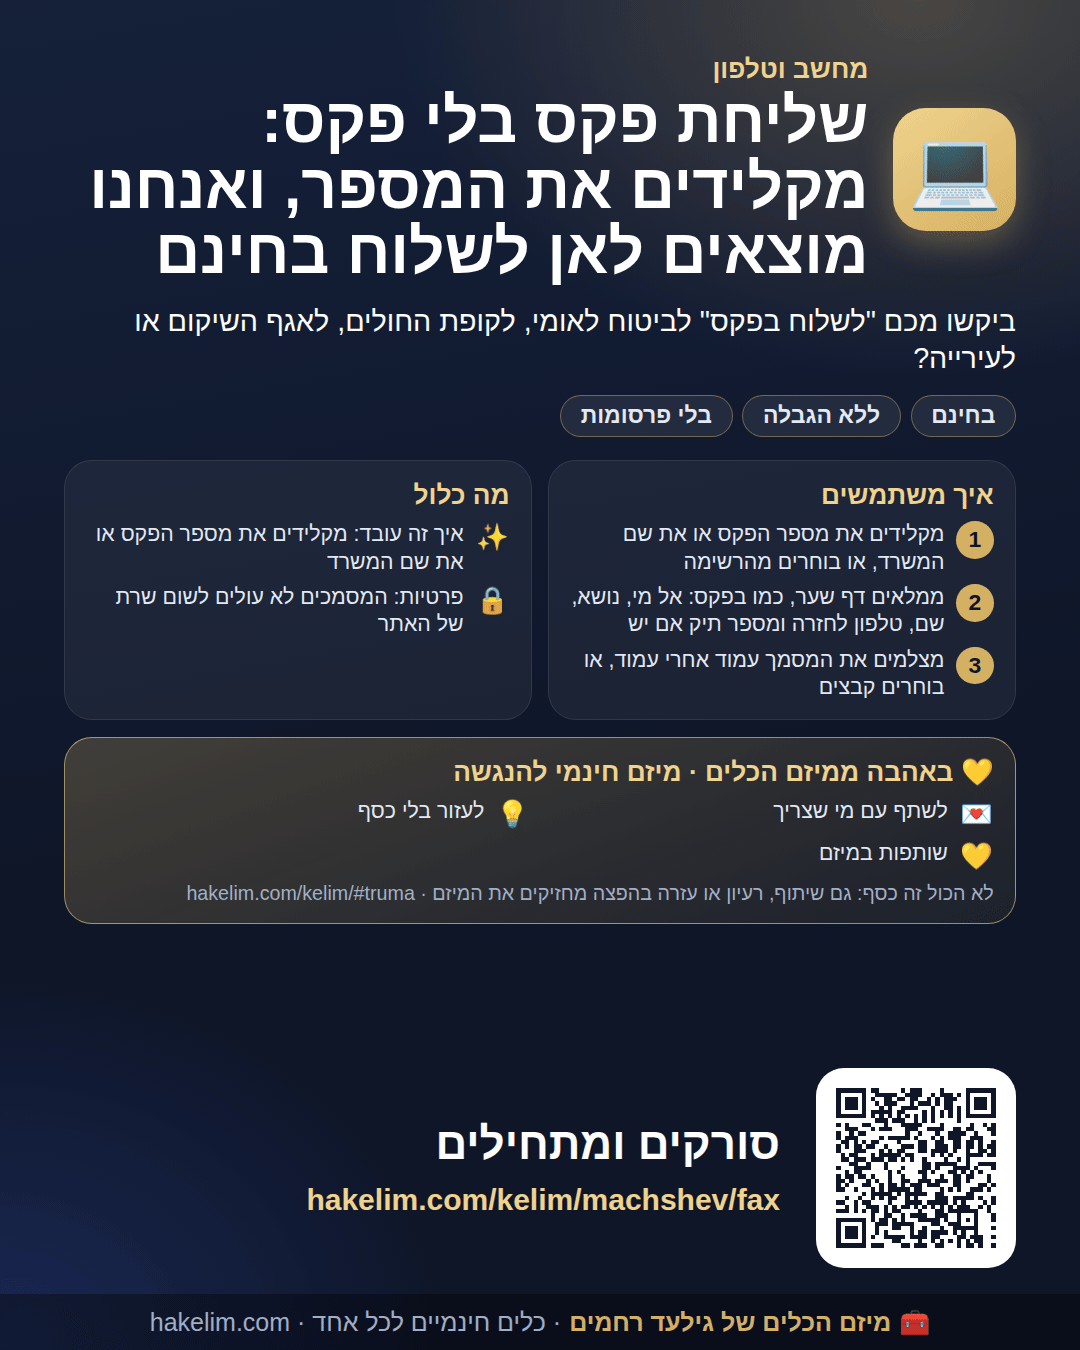 מחשב וטלפון
שליחת פקס בלי פקס:
מקלידים את המספר, ואנחנו
מוצאים לאן לשלוח בחינם
ביקשו מכם "לשלוח בפקס" לביטוח לאומי, לקופת החולים, לאגף השיקום או
לעירייה?
בחינם
ללא הגבלה
בלי פרסומות
איך משתמשים
1 מקלידים את מספר הפקס או את שם
המשרד, או בוחרים מהרשימה
2 ממלאים דף שער, כמו בפקס: אל מי, נושא,
שם, טלפון לחזרה ומספר תיק אם יש
3 מצלמים את המסמך עמוד אחרי עמוד, או
בוחרים קבצים
מה כלול
איך זה עובד: מקלידים את מספר הפקס או
את שם המשרד
פרטיות: המסמכים לא עולים לשום שרת
של האתר
באהבה ממיזם הכלים · מיזם חינמי להנגשה
לשתף עם מי שצריך
לעזור בלי כסף
שותפות במיזם
לא הכול זה כסף: גם שיתוף, רעיון או עזרה בהפצה מחזיקים את המיזם · hakelim.com/kelim/#truma
סורקים ומתחילים
hakelim.com/kelim/machshev/fax
מיזם הכלים של גילעד רחמים · כלים חינמיים לכל אחד · hakelim.com